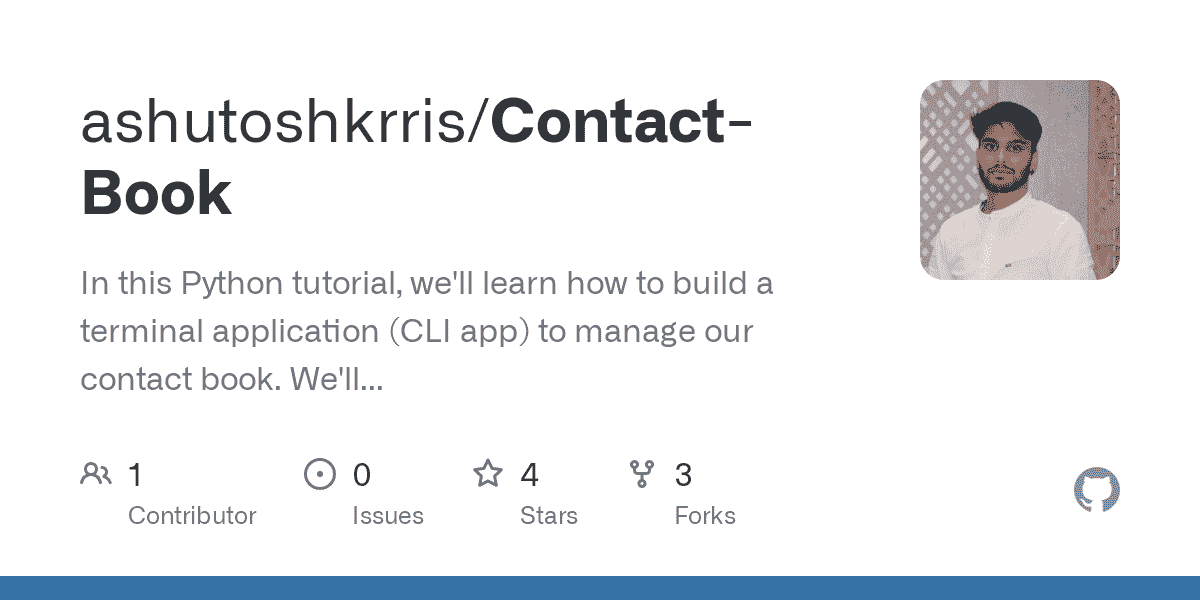 ashutoshkrris/Contact-
Book
In this Python tutorial, we'll learn how to build a
terminal application (CLI app) to manage our
contact book. We'll...
1 0 4 3
Contributor Issues Stars Forks